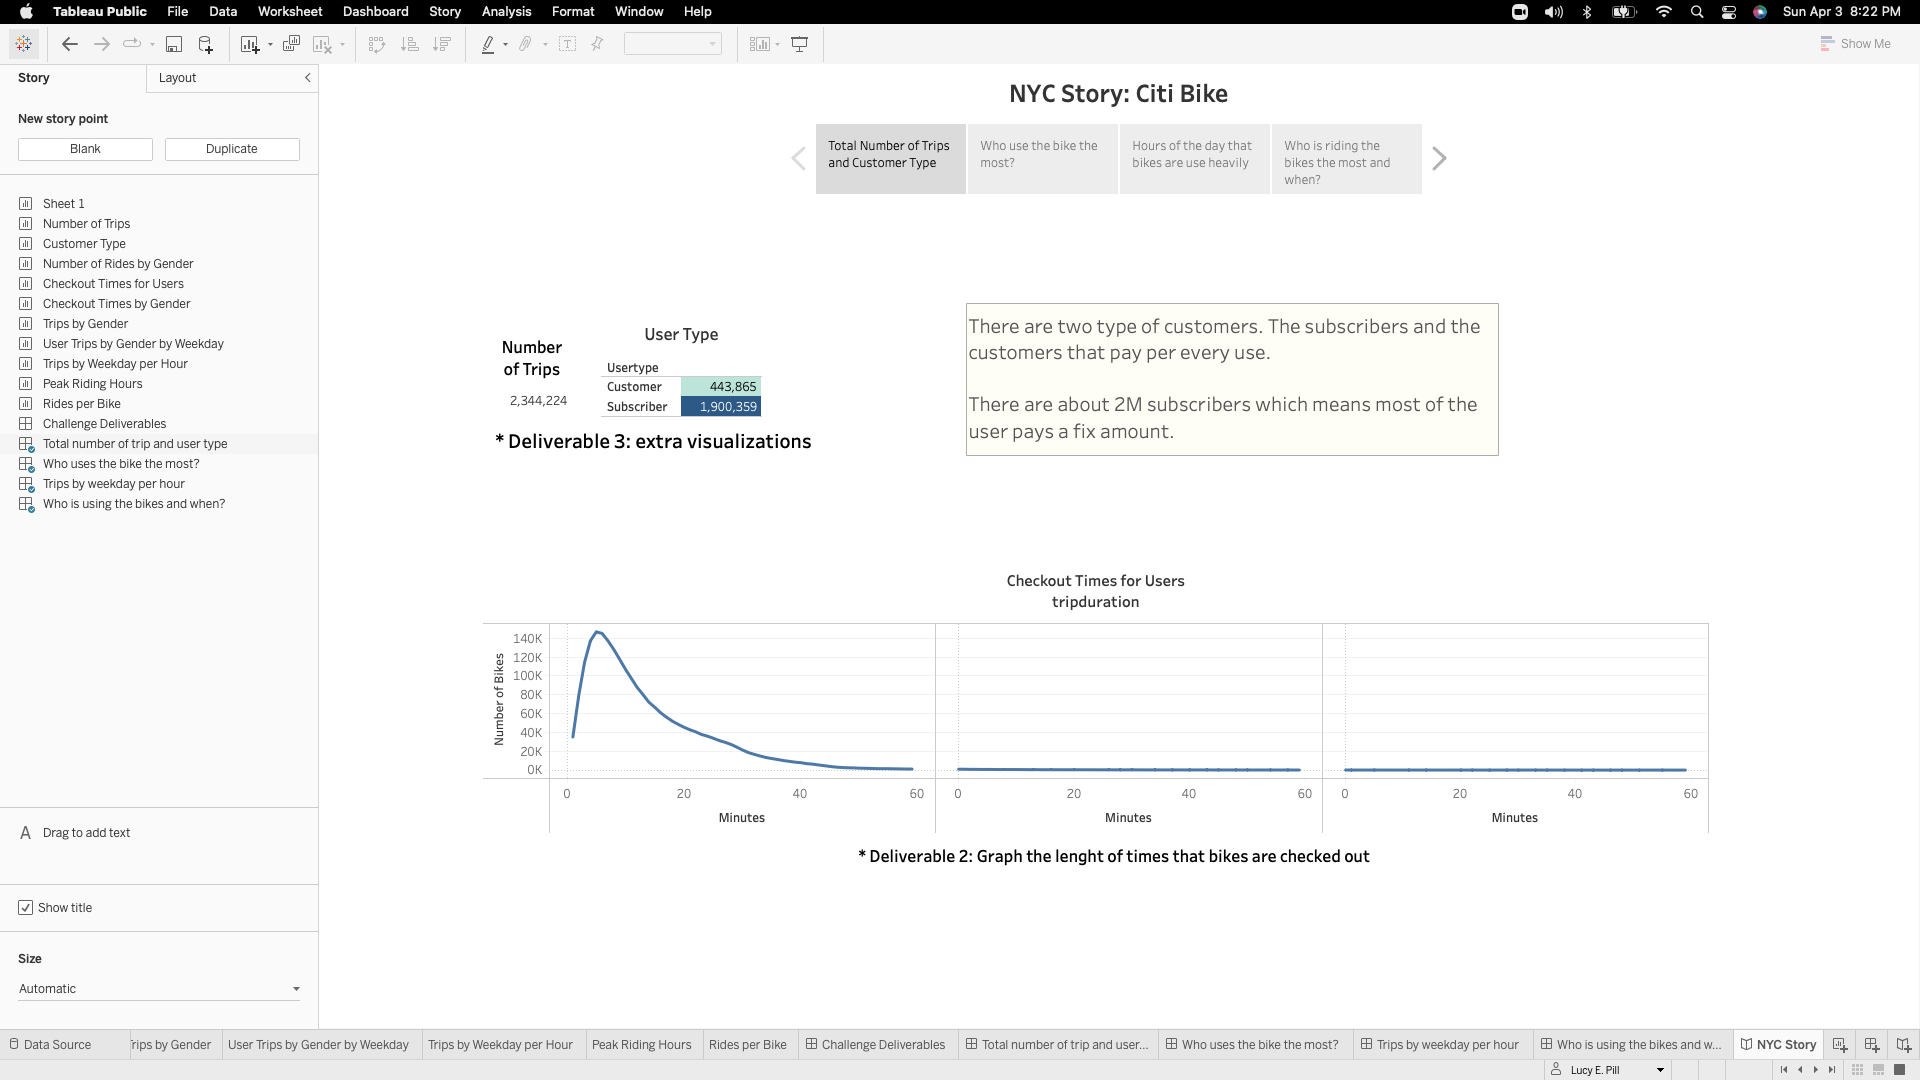 Tableau Public File Data Worksheet Dashboard Story Analysis Format Window Help Sun Apr 3 8:22 PM
Show Me
Story Layout
New story point
Blank Duplicate
Sheet 1
Number of Trips
Customer Type
Number of Rides by Gender
Checkout Times for Users
Checkout Times by Gender
Trips by Gender
User Trips by Gender by Weekday
Trips by Weekday per Hour
Peak Riding Hours
Rides per Bike
Challenge Deliverables
Total number of trip and user type
Who uses the bike the most?
Trips by weekday per hour
Who is using the bikes and when?
A Drag to add text
Show title
Size
Automatic
NYC Story: Citi Bike
Total Number of Trips
and Customer Type
Who use the bike the
most?
Hours of the day that
bikes are use heavily
Who is riding the
bikes the most and
when?
Number
of Trips
2,344,224
User Type
Usertype
Customer 443,865
Subscriber 1,900,359
* Deliverable 3: extra visualizations
There are two type of customers. The subscribers and the
customers that pay per every use.
There are about 2M subscribers which means most of the
user pays a fix amount.
Checkout Times for Users
tripduration
Number of Bikes
140K
120K
100K
80K
60K
40K
20K
0K
0 20 40 60 0 20 40 60 0 20 40 60
Minutes Minutes Minutes
* Deliverable 2: Graph the lenght of times that bikes are checked out
Data Source Trips by Gender User Trips by Gender by Weekday Trips by Weekday per Hour Peak Riding Hours Rides per Bike Challenge Deliverables Total number of trip and user... Who uses the bike the most? Trips by weekday per hour Who is using the bikes and w... NYC Story
Lucy E. Pill